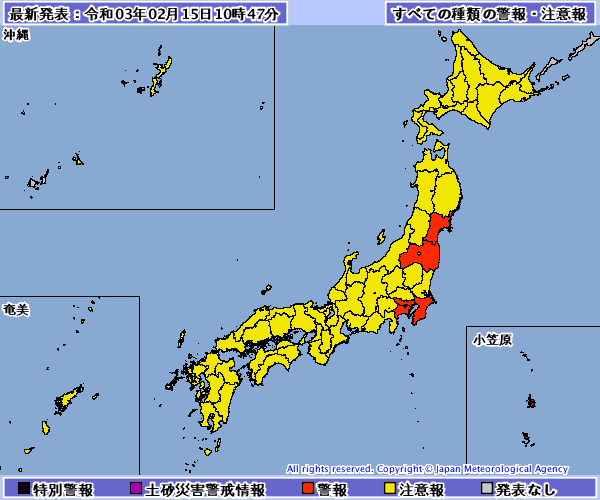 最新発表：令和03年02月15日10時47分
すべての種類の警報・注意報
沖縄
奄美
小笠原
All rights reserved. Copyright © Japan Meteorological Agency
特別警報 土砂災害警戒情報 警報 注意報 発表なし